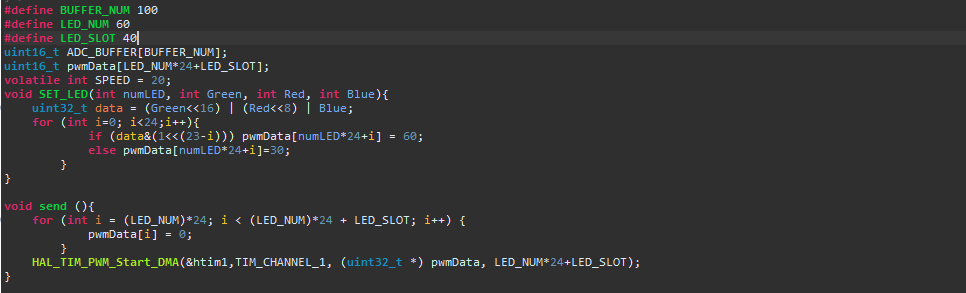 #define BUFFER_NUM 100
#define LED_NUM 60
#define LED_SLOT 40
uint16_t ADC_BUFFER[BUFFER_NUM];
uint16_t pwmData[LED_NUM*24+LED_SLOT];
volatile int SPEED = 20;
void SET_LED(int numLED, int Green, int Red, int Blue){
    uint32_t data = (Green<<16) | (Red<<8) | Blue;
    for (int i=0; i<24;i++){
            if (data&(1<<(23-i))) pwmData[numLED*24+i] = 60;
            else pwmData[numLED*24+i]=30;
        }
}

void send (){
    for (int i = (LED_NUM)*24; i < (LED_NUM)*24 + LED_SLOT; i++) {
            pwmData[i] = 0;
        }
    HAL_TIM_PWM_Start_DMA(&htim1,TIM_CHANNEL_1, (uint32_t *) pwmData, LED_NUM*24+LED_SLOT);
}